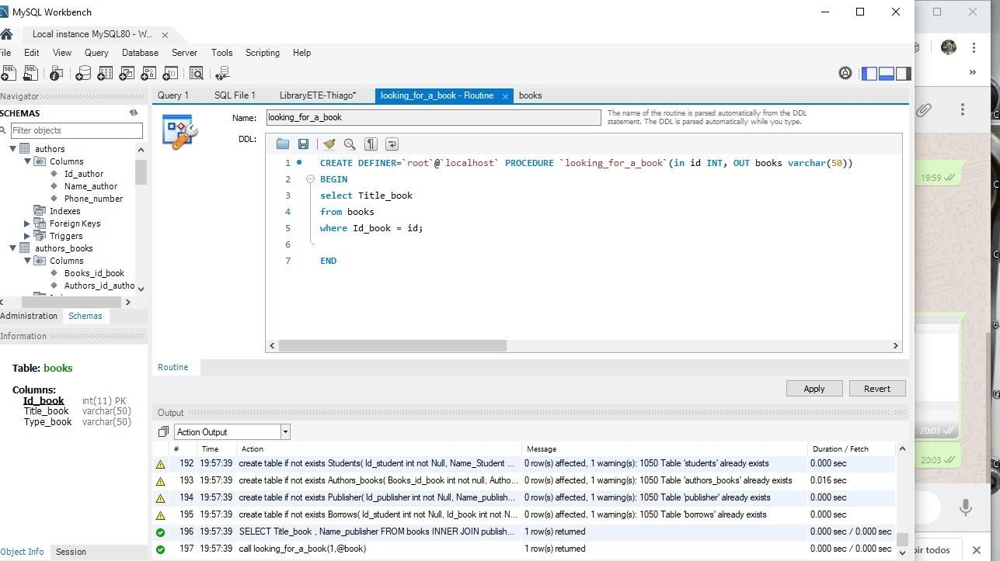 MySQL Workbench
Local instance MySQL80 - W...
File Edit View Query Database Server Tools Scripting Help
Navigator
SCHEMAS
Filter objects
authors
Columns
Id_author
Name_author
Phone_number
Indexes
Foreign Keys
Triggers
authors_books
Columns
Books_id_book
Authors_id_autho
Administration Schemas
Information
Table: books
Columns:
Id_book int(11) PK
Title_book varchar(50)
Type_book varchar(50)
Object Info Session
Query 1 SQL File 1 LibraryETE-Thiago* looking_for_a_book - Routine books
Name: looking_for_a_book
The name of the routine is parsed automatically from the DDL
statement. The DDL is parsed automatically while you type.
DDL:
1 CREATE DEFINER=`root`@`localhost` PROCEDURE `looking_for_a_book`(in id INT, OUT books varchar(50))
2 BEGIN
3 select Title_book
4 from books
5 where Id_book = id;
6
7 END
Routine
Apply Revert
Output
Action Output
# Time Action Message Duration / Fetch
192 19:57:39 create table if not exists Students( Id_student int not Null, Name_Student ... 0 row(s) affected, 1 warning(s): 1050 Table 'students' already exists 0.000 sec
193 19:57:39 create table if not exists Authors_books( Books_id_book int not null, Autho... 0 row(s) affected, 1 warning(s): 1050 Table 'authors_books' already exists 0.016 sec
194 19:57:39 create table if not exists Publisher( Id_publisher int not Null, Name_publish... 0 row(s) affected, 1 warning(s): 1050 Table 'publisher' already exists 0.000 sec
195 19:57:39 create table if not exists Borrows( Id_student int not Null, Id_book int not N... 0 row(s) affected, 1 warning(s): 1050 Table 'borrows' already exists 0.000 sec
196 19:57:39 SELECT Title_book , Name_publisher FROM books INNER JOIN publish... 1 row(s) returned 0.000 sec / 0.000 sec
197 19:57:39 call looking_for_a_book(1,@book) 1 row(s) returned 0.000 sec / 0.000 sec
19:59
20:03
20:03
bir todos